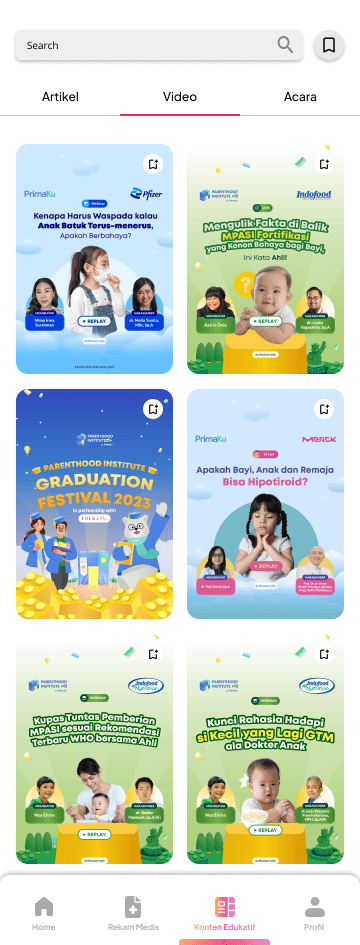 Search
Artikel
Video
Acara
PrimaKu
Pfizer
Webinar
Kenapa Harus Waspada kalau
Anak Batuk Terus-menerus,
Apakah Berbahaya?
MODERATOR
NARASUMBER
REPLAY
PARENTHOOD
INSTITUTE
Indofood
LIVE
Mengulik Fakta di Balik
MPASI Fortifikasi
yang Konon Bahaya bagi Bayi,
Ini Kata Ahli!
MODERATOR
NARASUMBER
REPLAY
PARENTHOOD
INSTITUTE
PARENTHOOD INSTITUTE
GRADUATION
FESTIVAL 2023
in partnership with
PrimaKu
MERCK
Apakah Bayi, Anak dan Remaja
Bisa Hipotiroid?
MODERATOR
NARASUMBER
REPLAY
PARENTHOOD
INSTITUTE
Indofood
Nutrition
WEBINAR
Kupas Tuntas Pemberian
MPASI sesuai Rekomendasi
Terbaru WHO bersama Ahli
MODERATOR
NARASUMBER
REPLAY
PARENTHOOD
INSTITUTE
Indofood
Nutrition
WEBINAR
Kunci Rahasia Hadapi
si Kecil yang Lagi GTM
ala Dokter Anak
MODERATOR
NARASUMBER
REPLAY
Home
Rekam Medis
Konten Edukatif
Profil